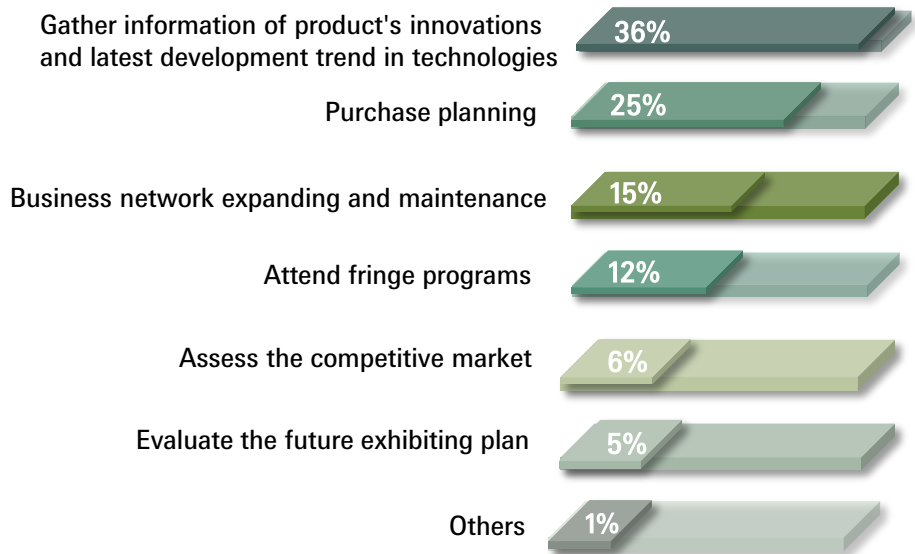 Gather information of product's innovations
and latest development trend in technologies
36%
Purchase planning
25%
Business network expanding and maintenance
15%
Attend fringe programs
12%
Assess the competitive market
6%
Evaluate the future exhibiting plan
5%
Others
1%